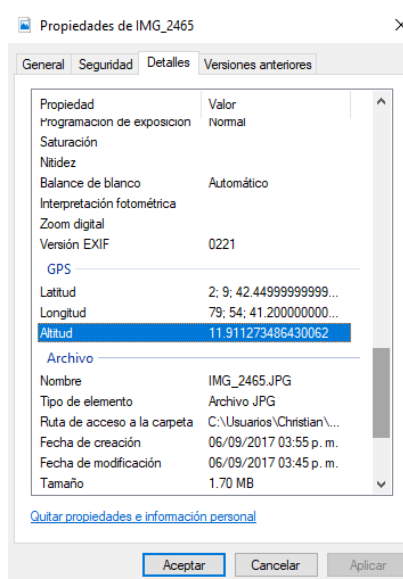 Propiedades de IMG_2465
General Seguridad Detalles Versiones anteriores
Propiedad Valor
Programación de exposición Normal
Saturación
Nitidez
Balance de blanco Automático
Interpretación fotométrica
Zoom digital
Versión EXIF 0221
GPS
Latitud 2; 9; 42.44999999999...
Longitud 79; 54; 41.200000000...
Altitud 11.911273486430062
Archivo
Nombre IMG_2465.JPG
Tipo de elemento Archivo JPG
Ruta de acceso a la carpeta C:\Usuarios\Christian\...
Fecha de creación 06/09/2017 03:55 p. m.
Fecha de modificación 06/09/2017 03:45 p. m.
Tamaño 1.70 MB
Quitar propiedades e información personal
Aceptar Cancelar Aplicar